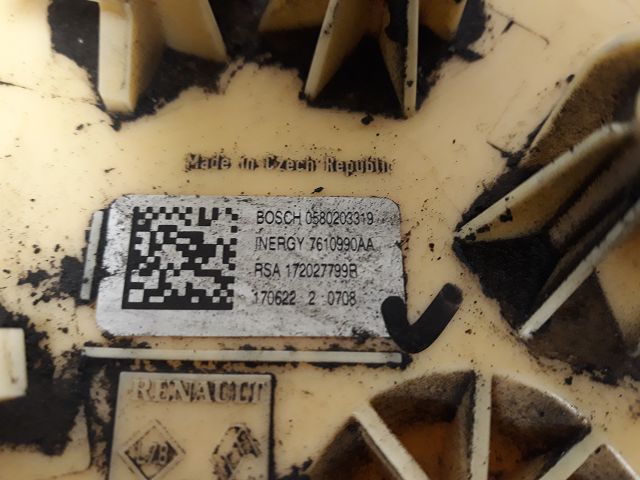 Made in Czech Republic
BOSCH 0580203319
INERGY 7610990AA
RSA 172027799R
170622 2 0708
RENAULT